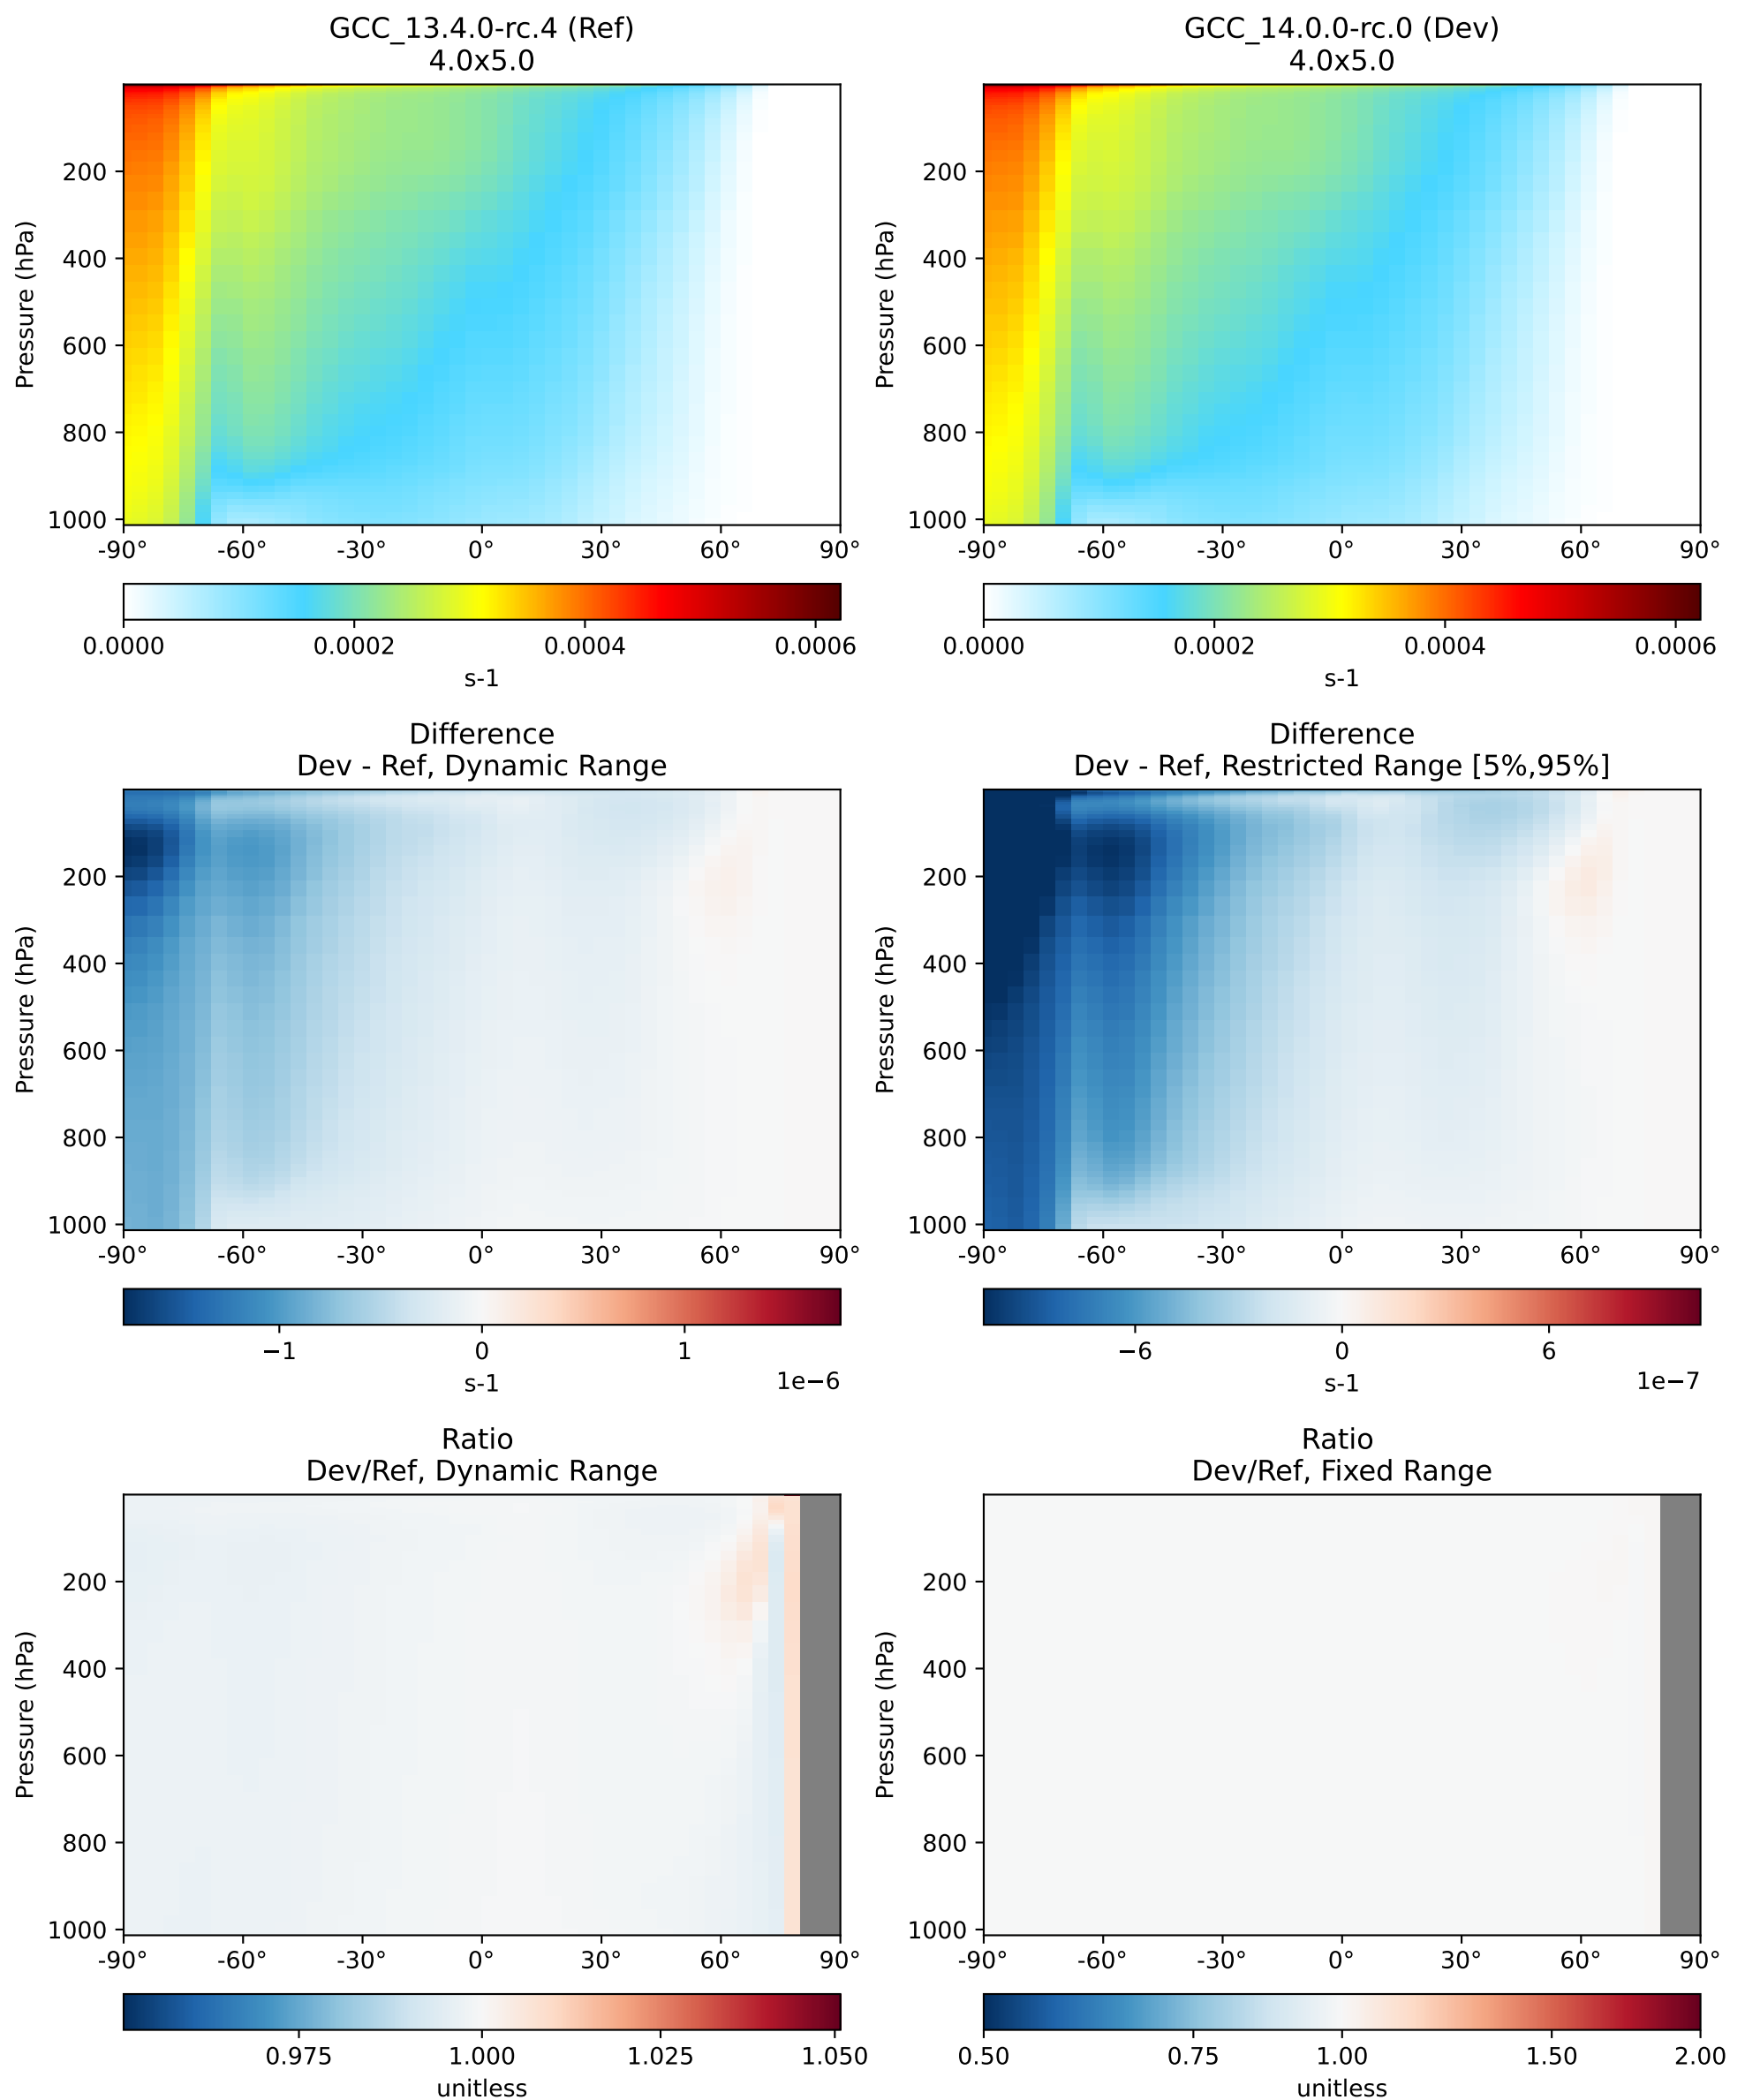 GCC_13.4.0-rc.4 (Ref)
4.0x5.0
GCC_14.0.0-rc.0 (Dev)
4.0x5.0
Pressure (hPa)
200
400
600
800
1000
-90° -60° -30° 0° 30° 60° 90°
0.0000 0.0002 0.0004 0.0006
s-1
Pressure (hPa)
200
400
600
800
1000
-90° -60° -30° 0° 30° 60° 90°
0.0000 0.0002 0.0004 0.0006
s-1
Difference
Dev - Ref, Dynamic Range
Pressure (hPa)
200
400
600
800
1000
-90° -60° -30° 0° 30° 60° 90°
−1 0 1
s-1
1e−6
Difference
Dev - Ref, Restricted Range [5%,95%]
Pressure (hPa)
200
400
600
800
1000
-90° -60° -30° 0° 30° 60° 90°
−6 0 6
s-1
1e−7
Ratio
Dev/Ref, Dynamic Range
Pressure (hPa)
200
400
600
800
1000
-90° -60° -30° 0° 30° 60° 90°
0.975 1.000 1.025 1.050
unitless
Ratio
Dev/Ref, Fixed Range
Pressure (hPa)
200
400
600
800
1000
-90° -60° -30° 0° 30° 60° 90°
0.50 0.75 1.00 1.50 2.00
unitless